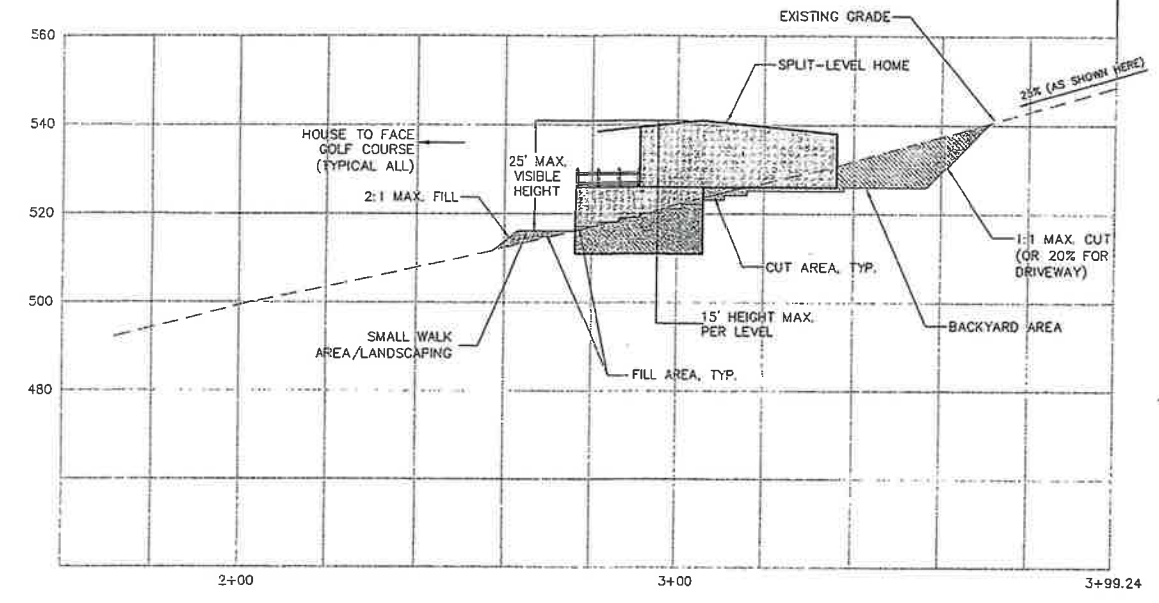 EXISTING GRADE
560
SPLIT-LEVEL HOME
25% (AS SHOWN HERE)
540
HOUSE TO FACE
GOLF COURSE
(TYPICAL ALL)
25' MAX.
VISIBLE
HEIGHT
2:1 MAX. FILL
520
1:1 MAX. CUT
(OR 20% FOR
DRIVEWAY)
CUT AREA, TYP.
500
15' HEIGHT MAX.
PER LEVEL
BACKYARD AREA
SMALL WALK
AREA/LANDSCAPING
FILL AREA, TYP.
480
2+00
3+00
3+99.24